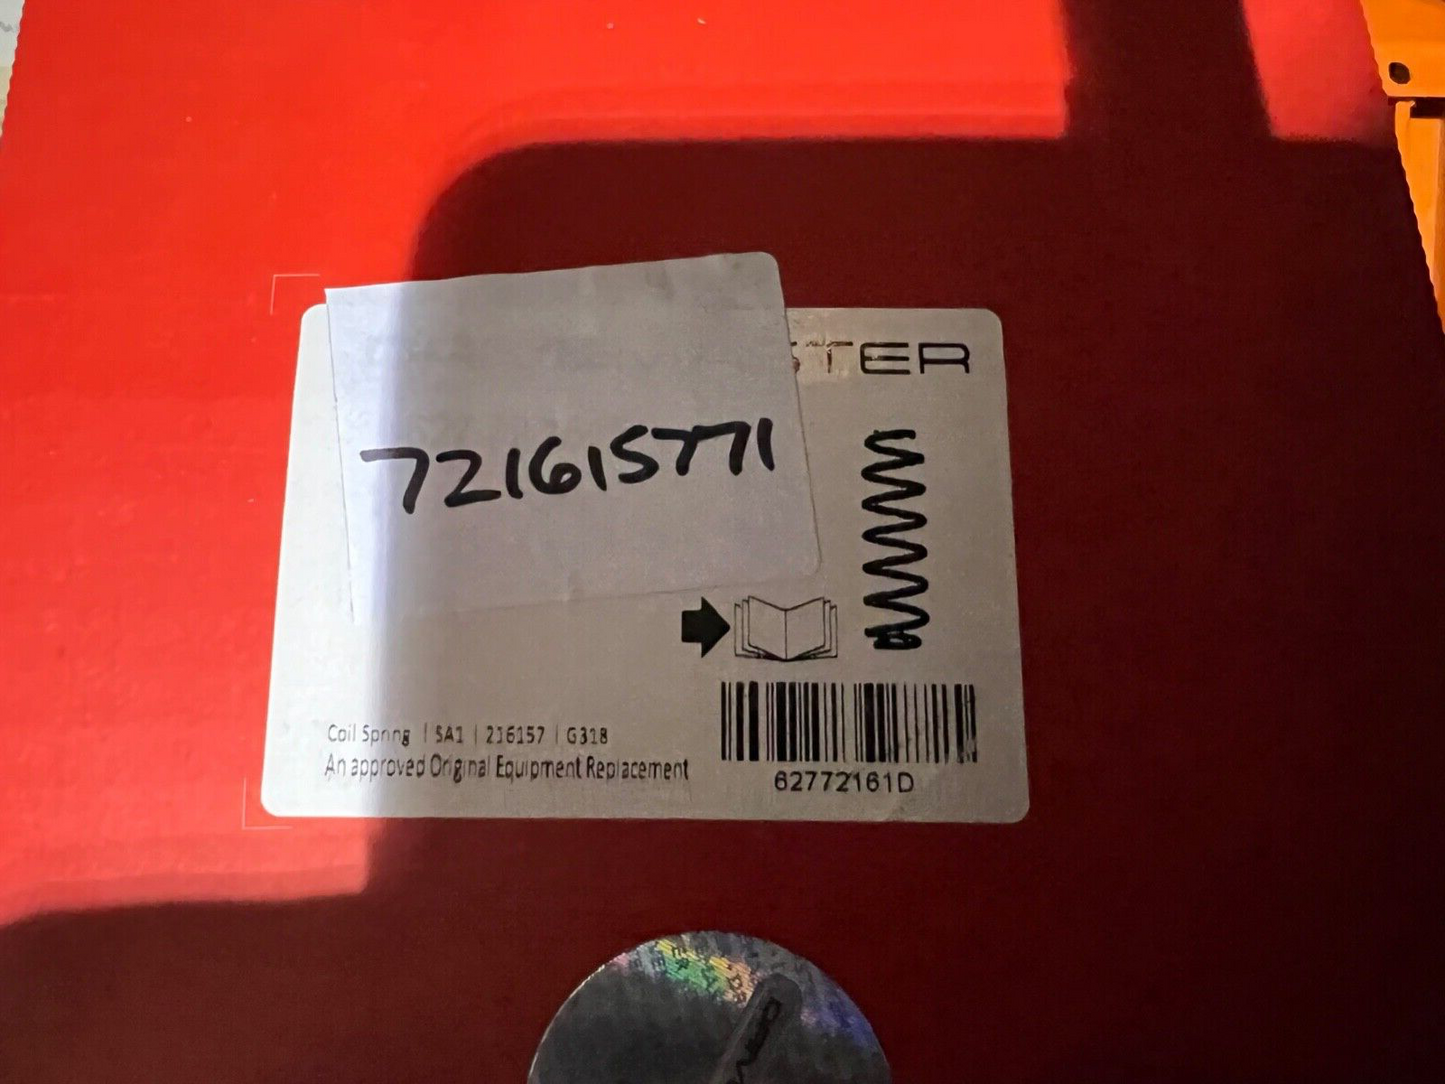 STER
721615771
Coil Spring | SA1 | 216157 | G318
An approved Original Equipment Replacement
62772161D